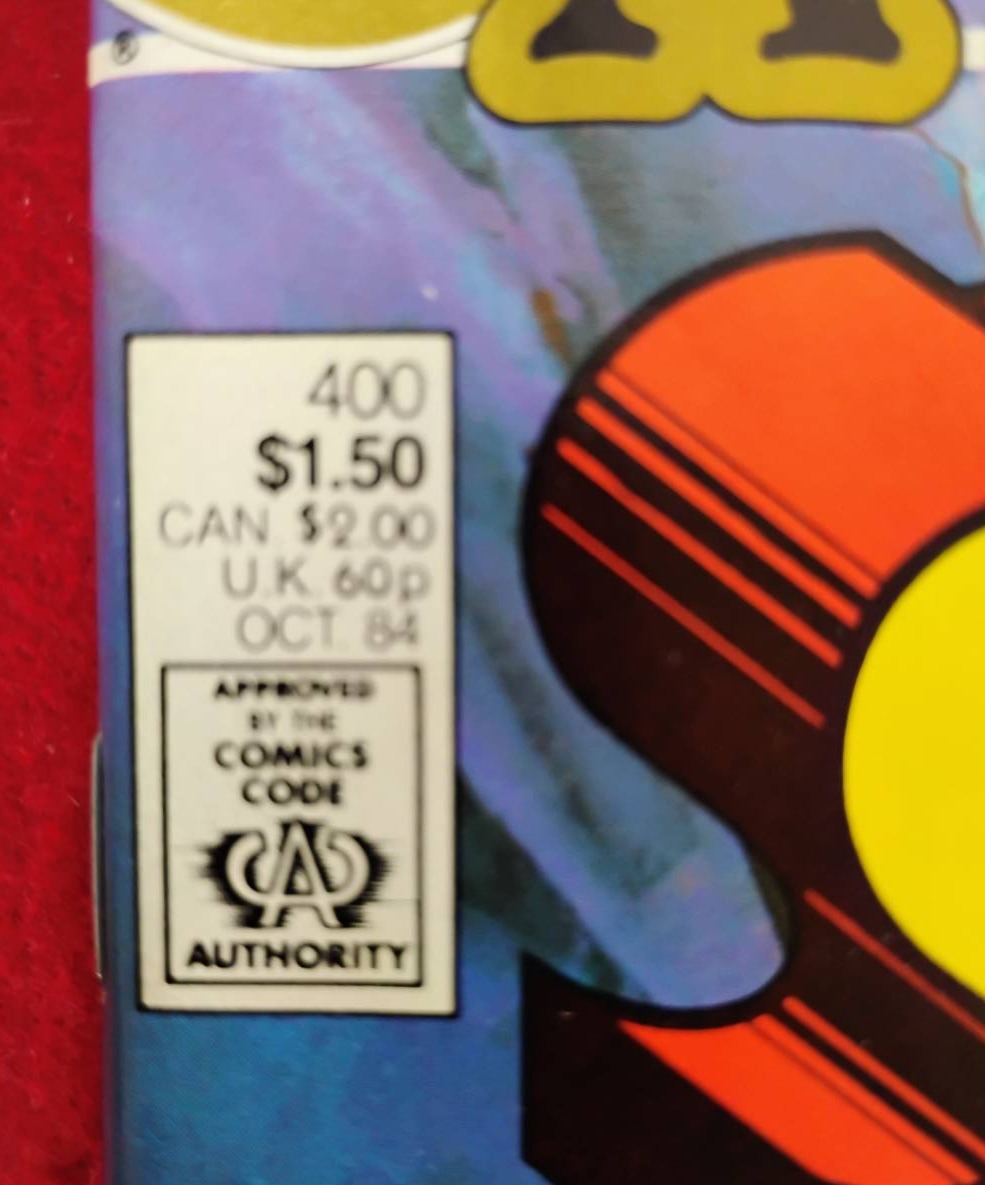 ®
400
$1.50
CAN. $2.00
U.K. 60p
OCT. 84
APPROVED
BY THE
COMICS
CODE
CA
AUTHORITY